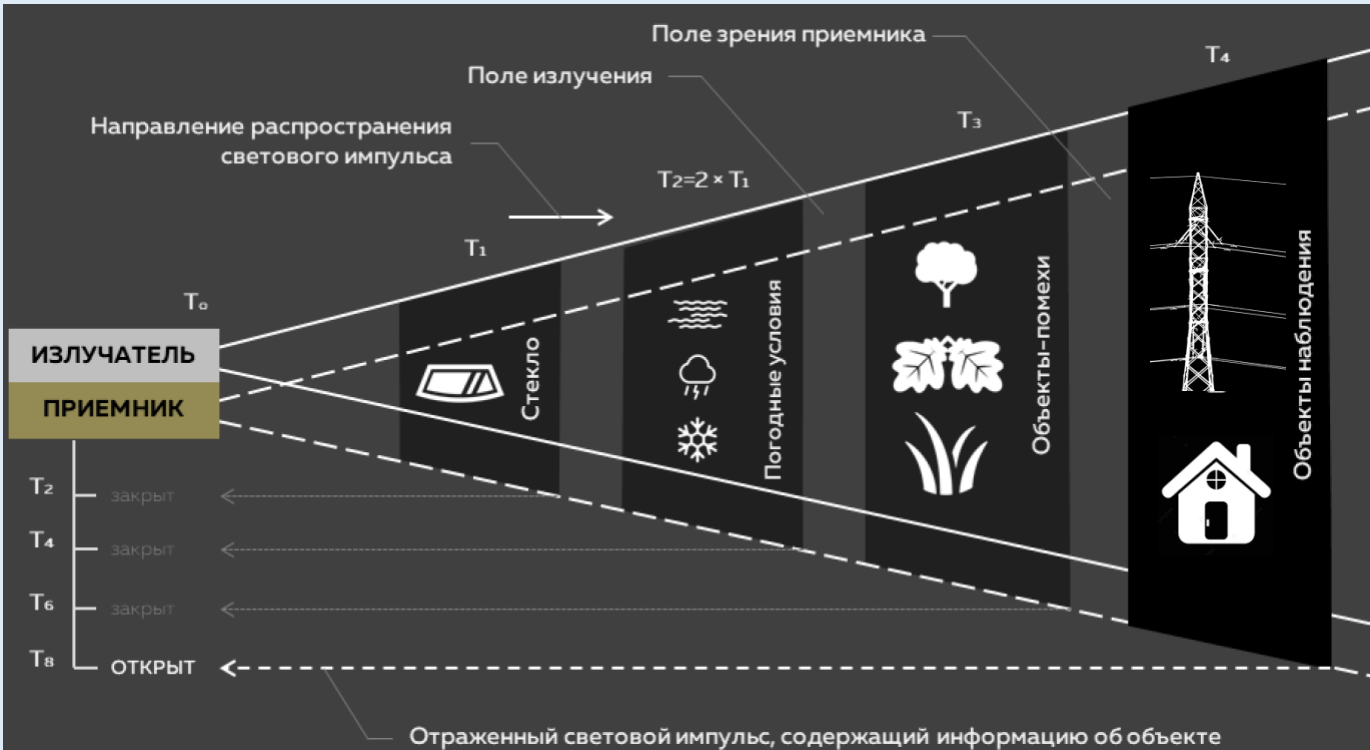 Поле зрения приемника
T₄
Поле излучения
Направление распространения
светового импульса
T₃
T₂=2 × T₁
T₁
T₀
ИЗЛУЧАТЕЛЬ
ПРИЕМНИК
Стекло
Погодные условия
Объекты-помехи
Объекты наблюдения
T₂ закрыт
T₄ закрыт
T₆ закрыт
T₈ ОТКРЫТ
Отраженный световой импульс, содержащий информацию об объекте